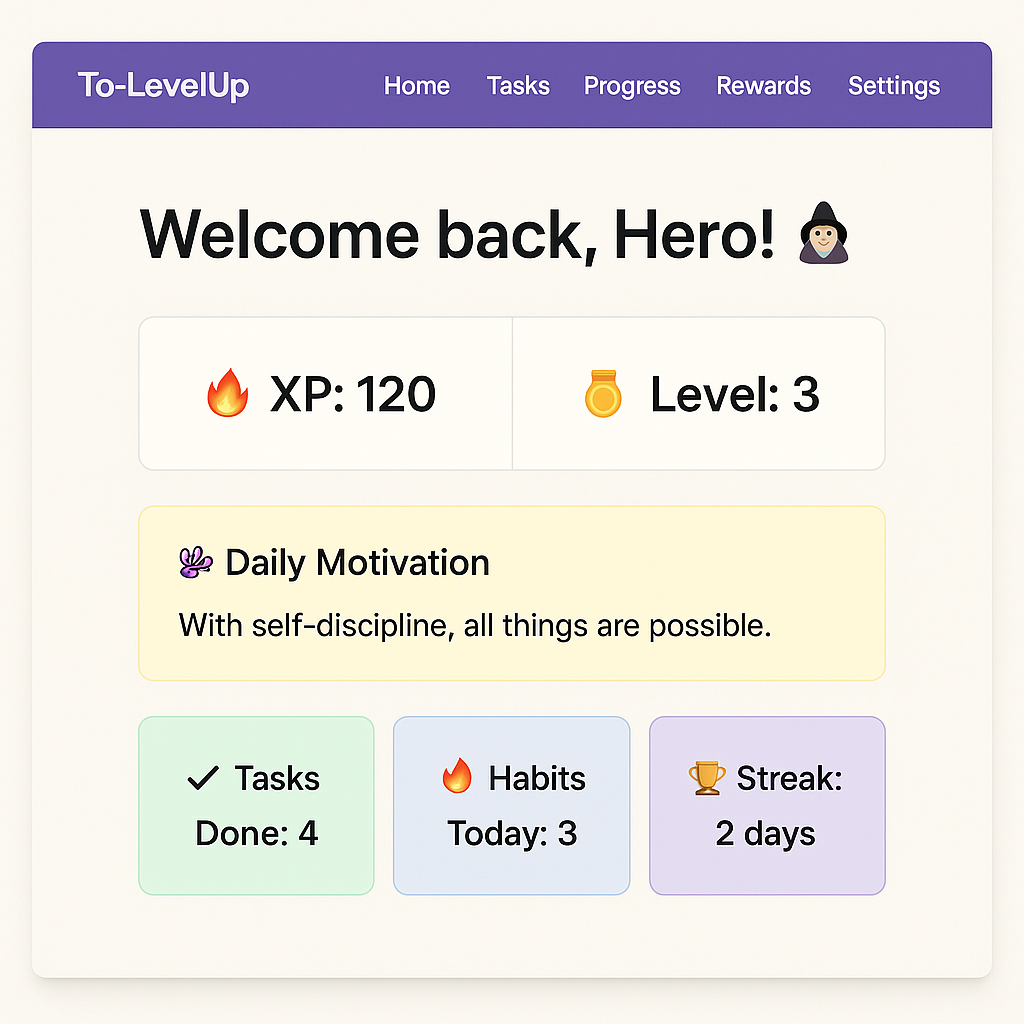 To-LevelUp
Home Tasks Progress Rewards Settings
Welcome back, Hero!
XP: 120
Level: 3
Daily Motivation
With self-discipline, all things are possible.
Tasks
Done: 4
Habits
Today: 3
Streak:
2 days